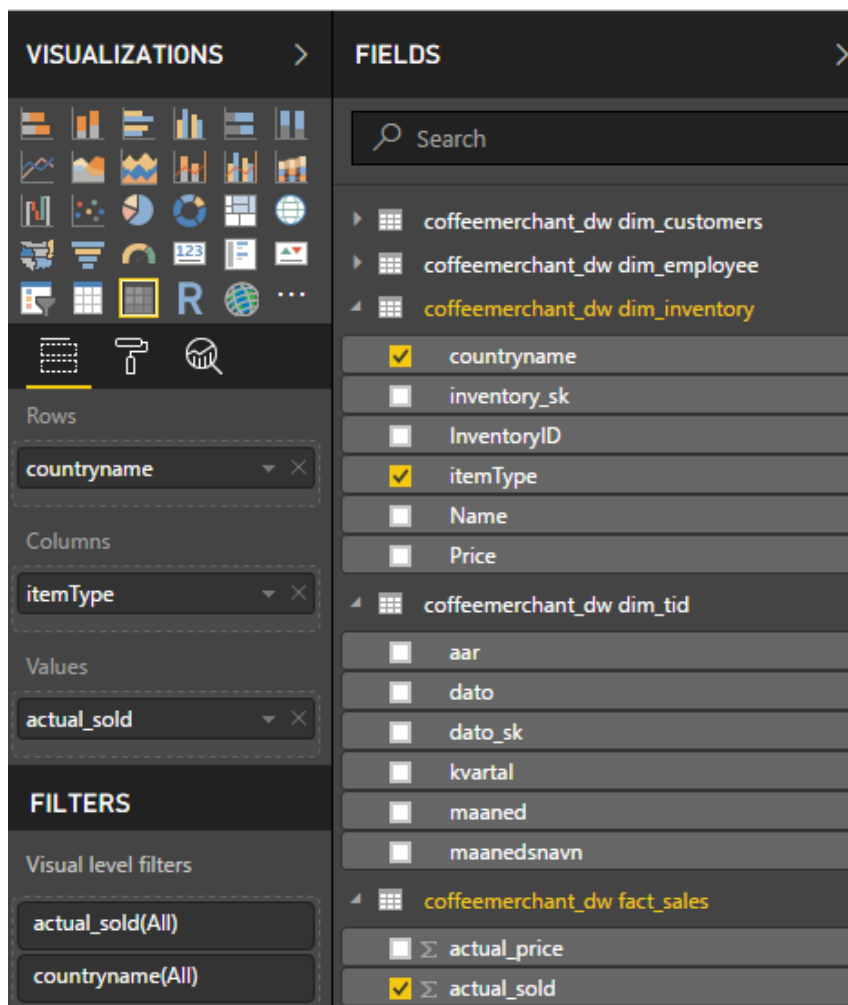 VISUALIZATIONS
123
R
Rows
countryname
Columns
itemType
Values
actual_sold
FILTERS
Visual level filters
actual_sold(All)
countryname(All)
FIELDS
Search
coffeemerchant_dw dim_customers
coffeemerchant_dw dim_employee
coffeemerchant_dw dim_inventory
countryname
inventory_sk
InventoryID
itemType
Name
Price
coffeemerchant_dw dim_tid
aar
dato
dato_sk
kvartal
maaned
maanedsnavn
coffeemerchant_dw fact_sales
Σ actual_price
Σ actual_sold